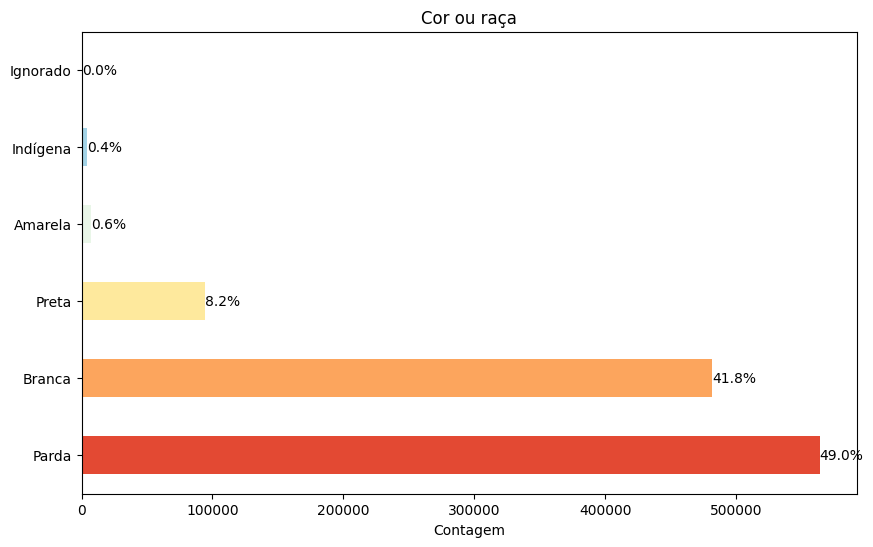 Cor ou raça
Ignorado 0.0%
Indígena 0.4%
Amarela 0.6%
Preta 8.2%
Branca 41.8%
Parda 49.0%
0 100000 200000 300000 400000 500000
Contagem